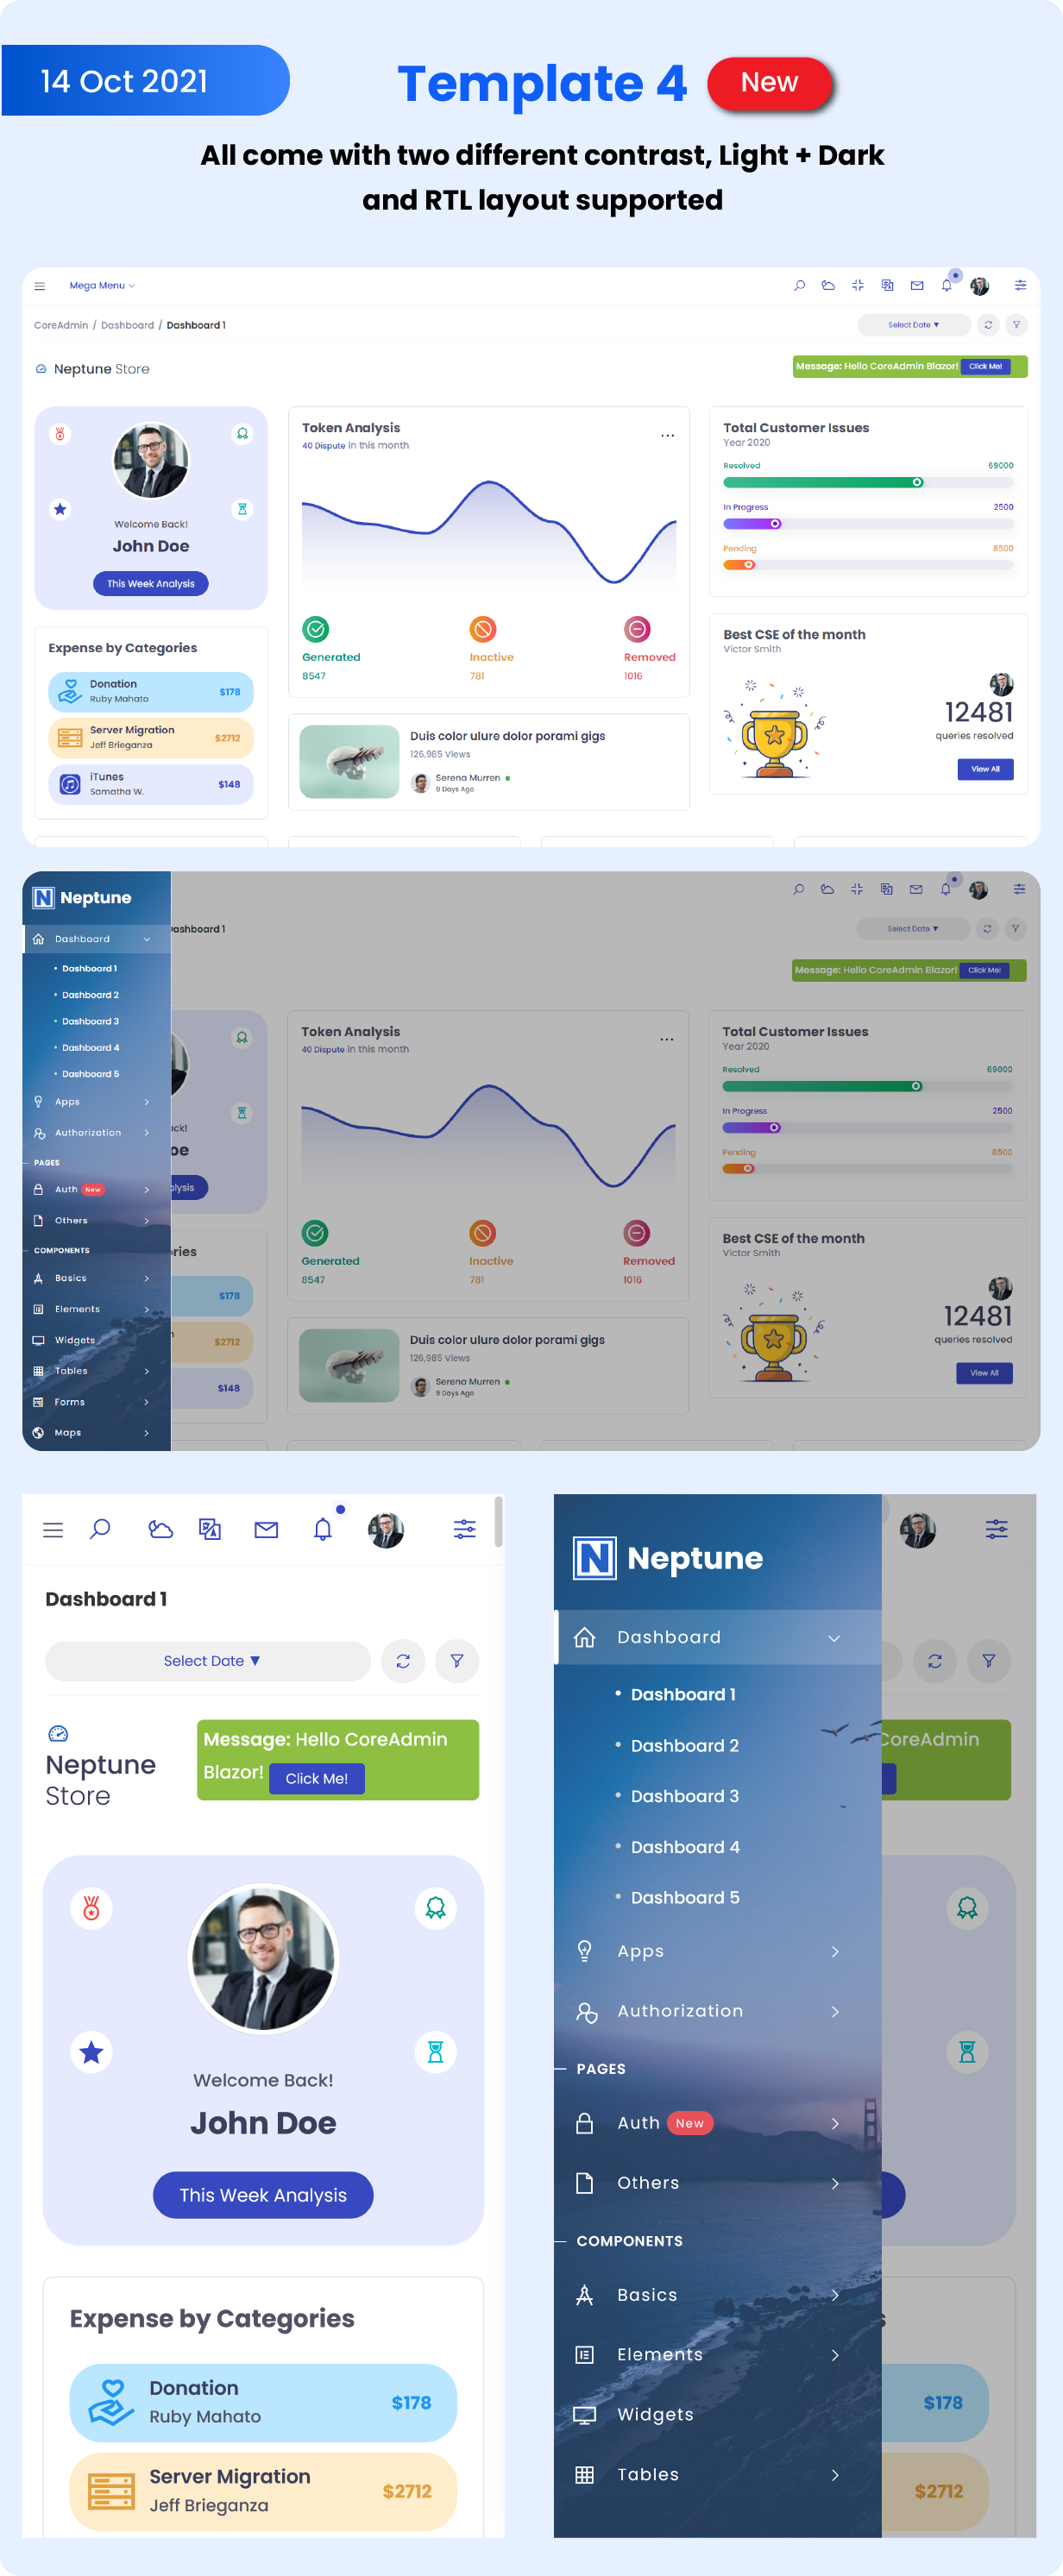 14 Oct 2021
Template 4
New
All come with two different contrast, Light + Dark
and RTL layout supported
Mega Menu
CoreAdmin / Dashboard / Dashboard 1
Select Date ▼
Neptune Store
Message: Hello CoreAdmin Blazor!
Click Me!
Welcome Back!
John Doe
This Week Analysis
Token Analysis
40 Dispute in this month
Generated
Inactive
Removed
8547
781
1016
Total Customer Issues
Year 2020
Resolved
69000
In Progress
2500
Pending
8500
Expense by Categories
Donation
Ruby Mahato
$178
Server Migration
Jeff Brieganza
$2712
iTunes
Samatha W.
$148
Duis color ulure dolor porami gigs
126,985 Views
Serena Murren
9 Days Ago
Best CSE of the month
Victor Smith
12481
queries resolved
View All
N Neptune
Dashboard
Dashboard 1
Dashboard 2
Dashboard 3
Dashboard 4
Dashboard 5
Apps
Authorization
PAGES
Auth New
Others
COMPONENTS
Basics
Elements
Widgets
Tables
Forms
Maps
ashboard 1
Select Date ▼
Message: Hello CoreAdmin Blazor!
Click Me!
ack!
oe
alysis
ries
$178
n
$2712
$148
Token Analysis
40 Dispute in this month
Generated
Inactive
Removed
8547
781
1016
Duis color ulure dolor porami gigs
126,985 Views
Serena Murren
9 Days Ago
Total Customer Issues
Year 2020
Resolved
69000
In Progress
2500
Pending
8500
Best CSE of the month
Victor Smith
12481
queries resolved
View All
Dashboard 1
Select Date ▼
Neptune
Store
Message: Hello CoreAdmin
Blazor! Click Me!
Welcome Back!
John Doe
This Week Analysis
Expense by Categories
Donation
Ruby Mahato
$178
Server Migration
Jeff Brieganza
$2712
N Neptune
Dashboard
Dashboard 1
Dashboard 2
Dashboard 3
Dashboard 4
Dashboard 5
Apps
Authorization
PAGES
Auth New
Others
COMPONENTS
Basics
Elements
Widgets
Tables
CoreAdmin
s
$178
$2712